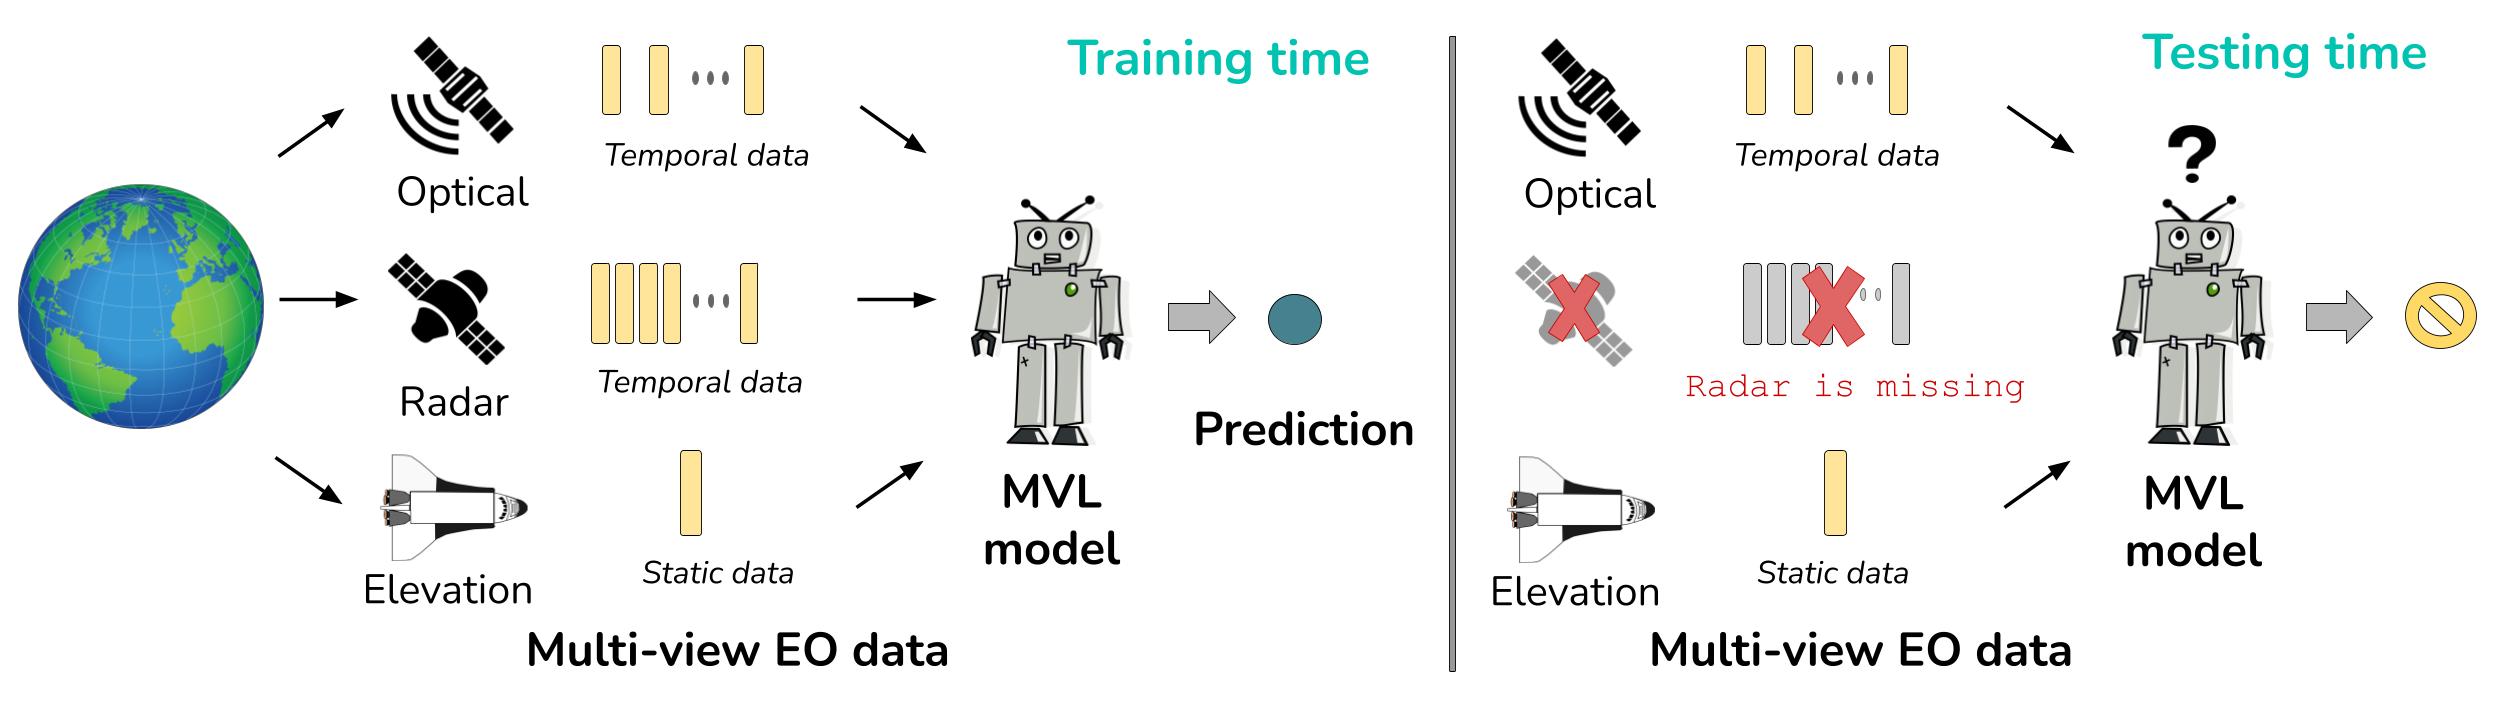 Training time
Optical
Temporal data
Radar
Temporal data
Elevation
Static data
MVL
model
Prediction
Multi-view EO data
Testing time
Optical
Temporal data
?
Radar is missing
Elevation
Static data
MVL
model
Multi-view EO data